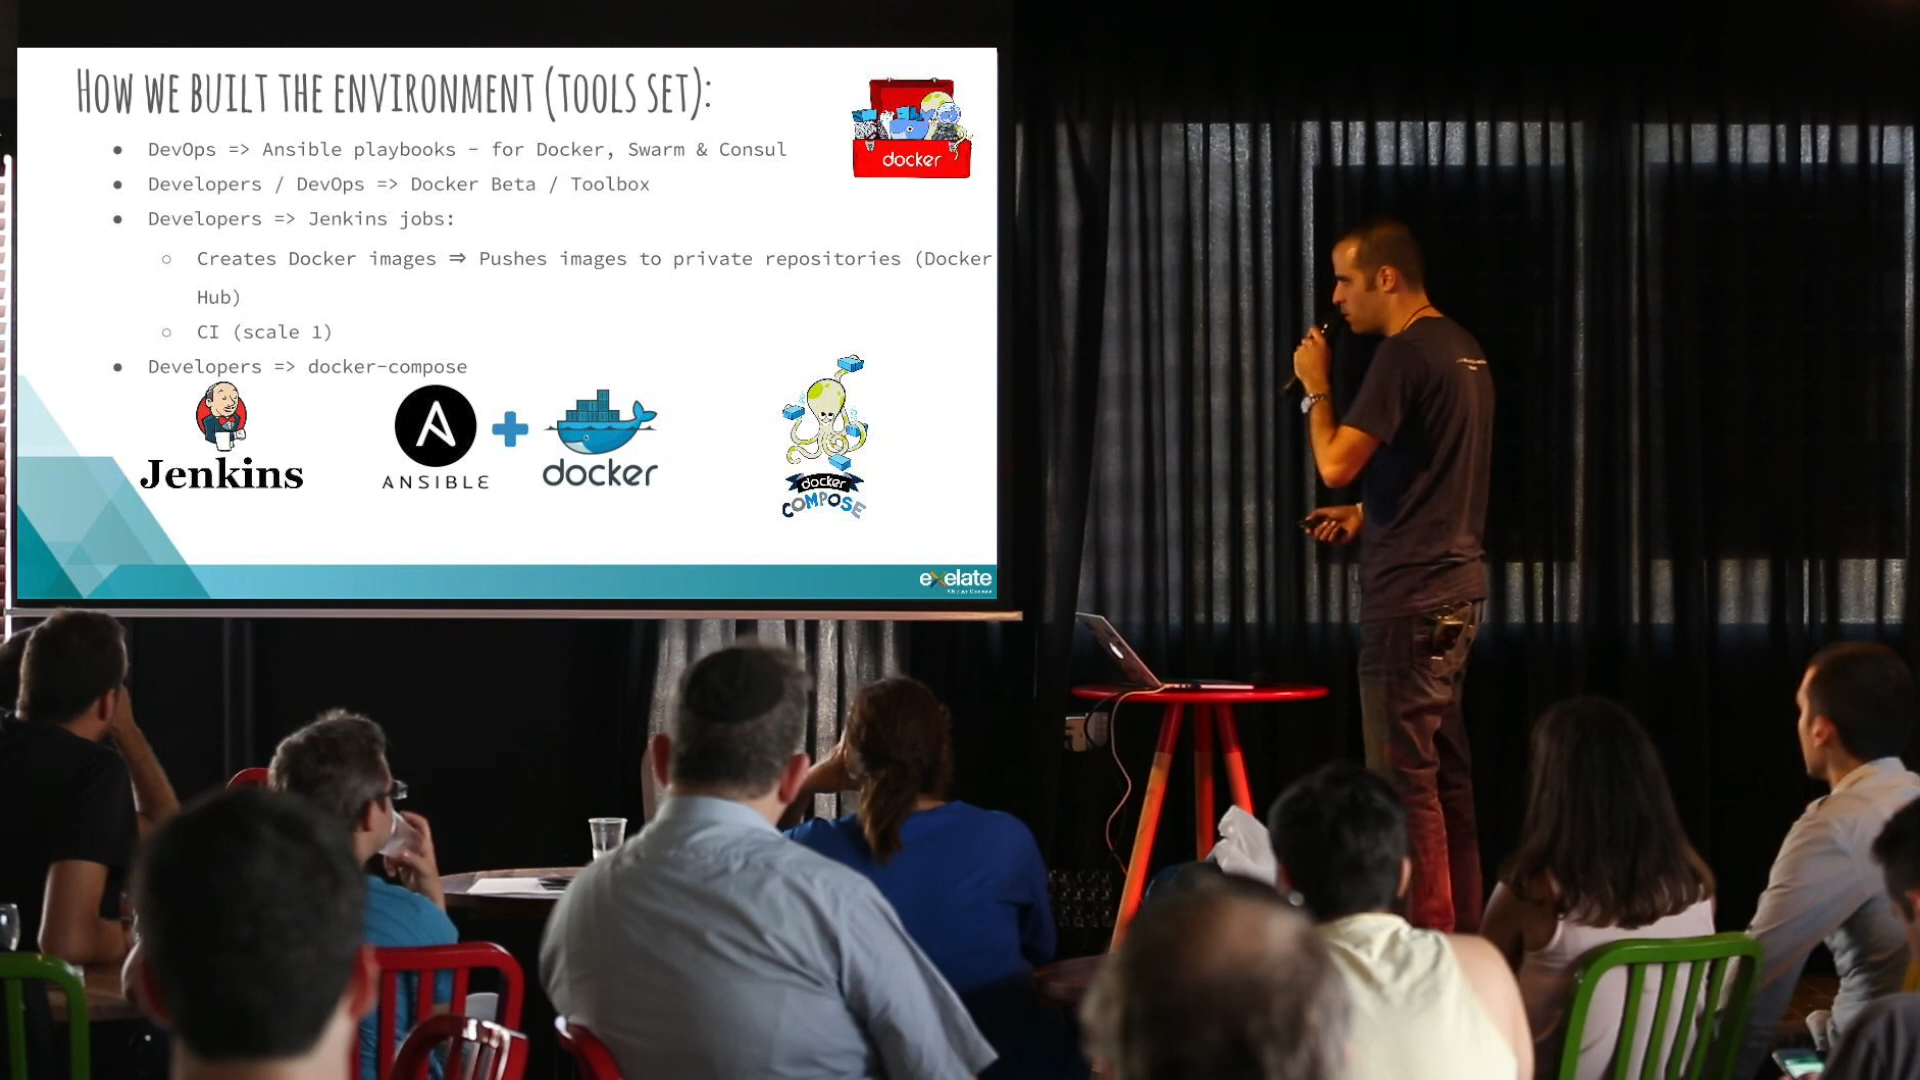 How we built the environment (tools set):
docker
● DevOps => Ansible playbooks - for Docker, Swarm & Consul
● Developers / DevOps => Docker Beta / Toolbox
● Developers => Jenkins jobs:
○ Creates Docker images ⇒ Pushes images to private repositories (Docker
Hub)
○ CI (scale 1)
● Developers => docker-compose
Jenkins
ANSIBLE
docker
docker
COMPOSE
exelate